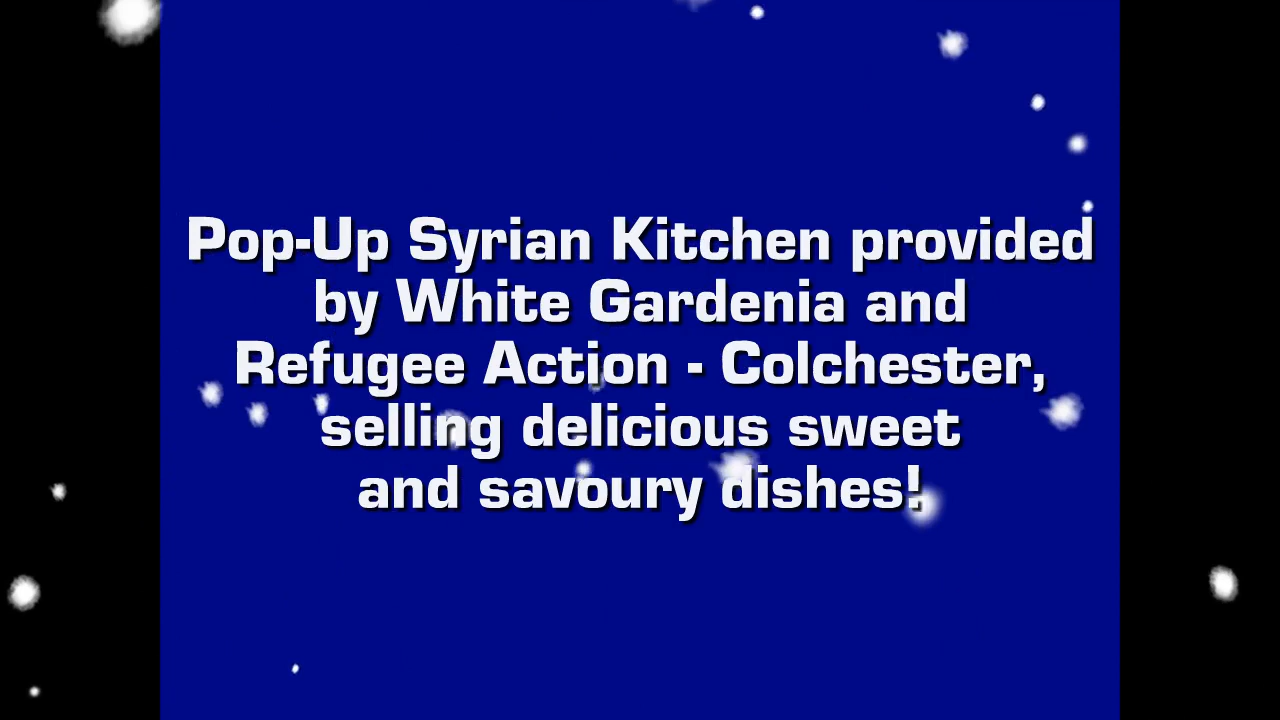 Pop-Up Syrian Kitchen provided
by White Gardenia and
Refugee Action - Colchester,
selling delicious sweet
and savoury dishes!